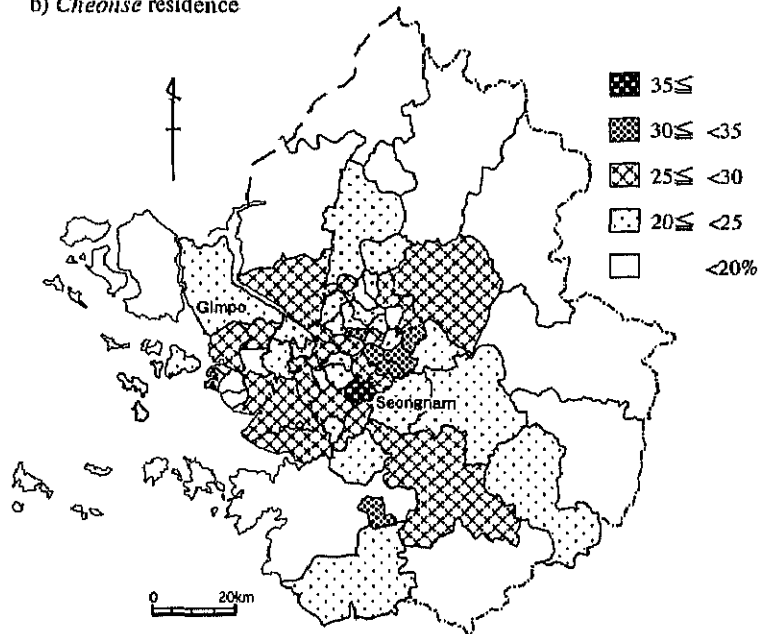 b) Cheonse residence
35≦
30≦ <35
25≦ <30
20≦ <25
<20%
Gimpo
Seongnam
0 20km